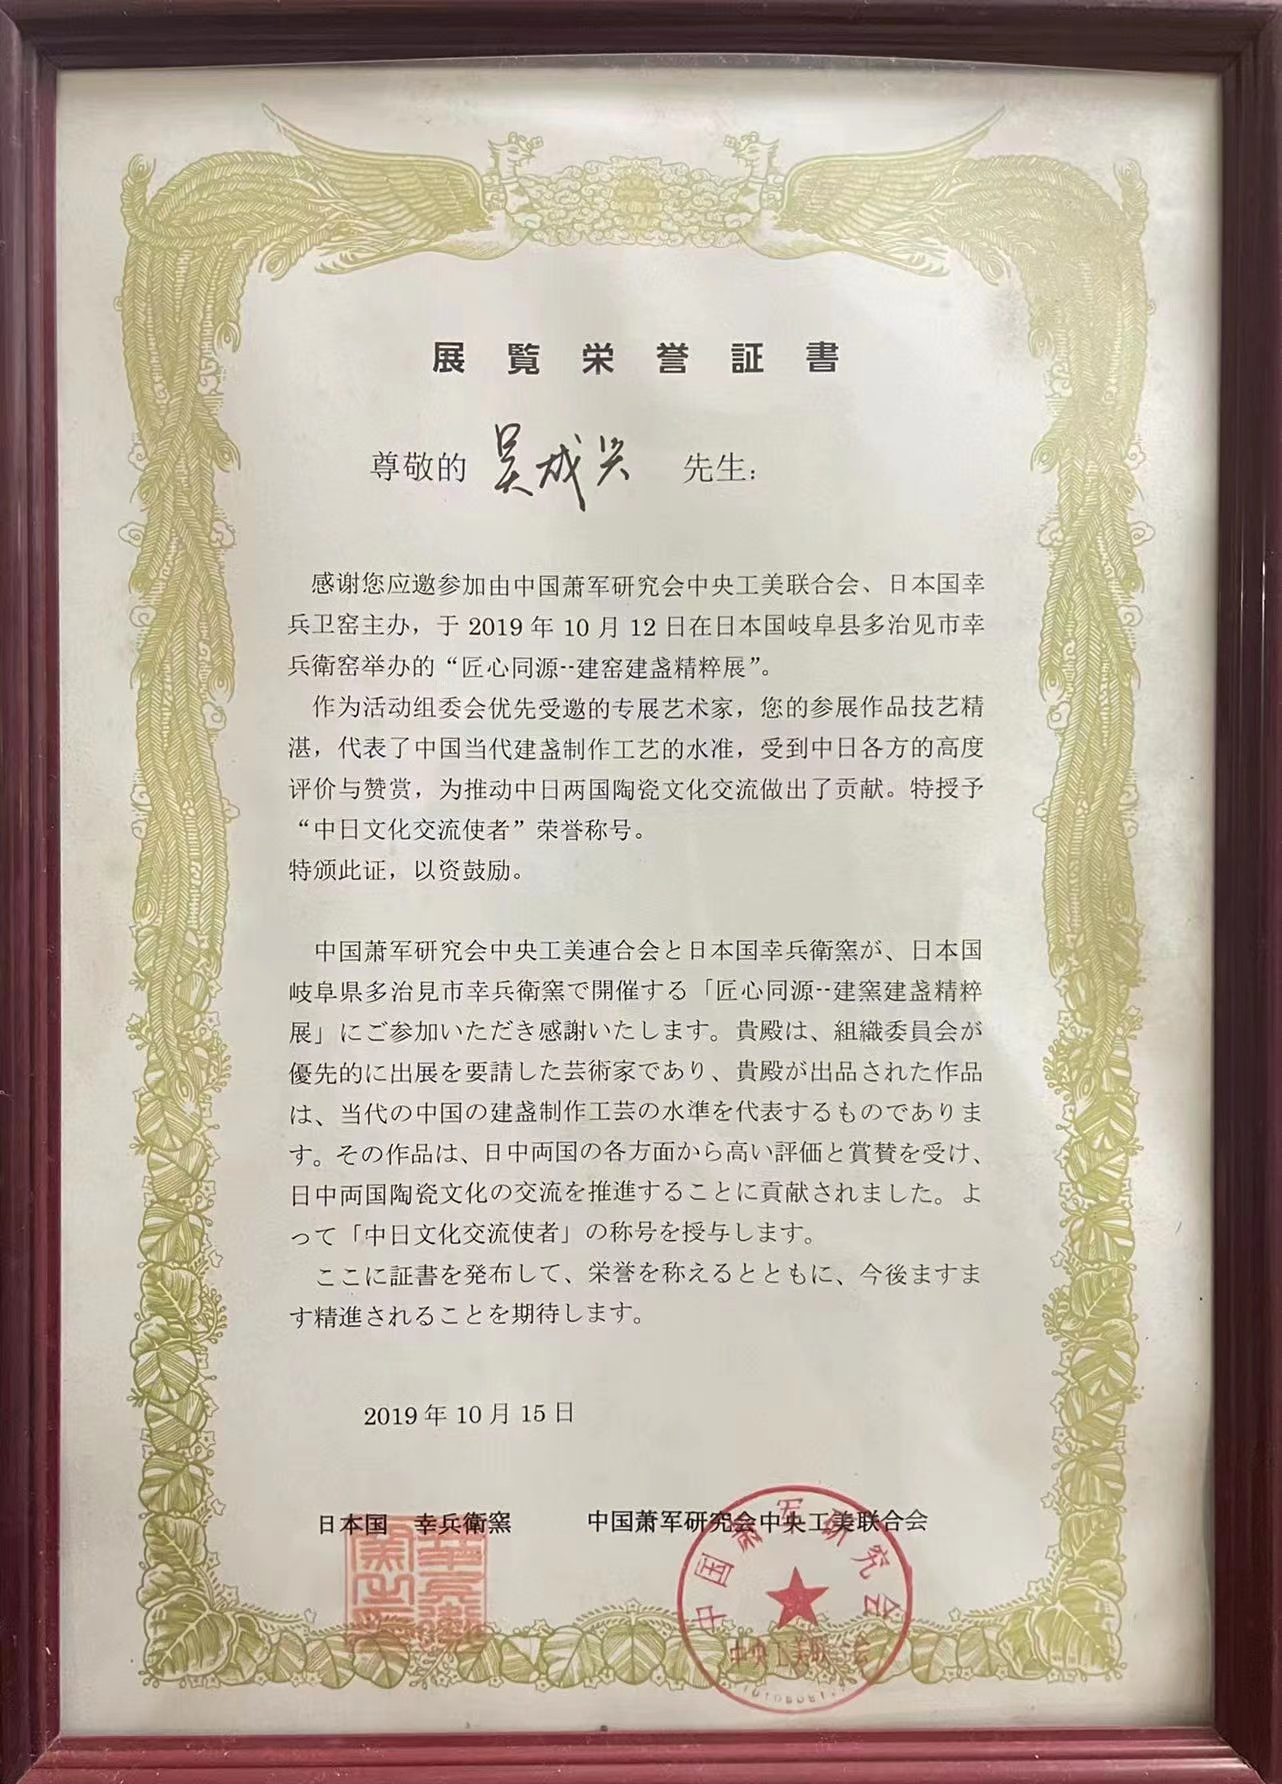 展覧栄誉証書
尊敬的 吴成兴 先生：
感谢您应邀参加由中国萧军研究会中央工美联合会、日本国幸
兵卫窑主办，于 2019 年 10 月 12 日在日本国岐阜县多治见市幸
兵衛窑举办的“匠心同源--建窑建盏精粹展”。
作为活动组委会优先受邀的专展艺术家，您的参展作品技艺精
湛，代表了中国当代建盏制作工艺的水准，受到中日各方的高度
评价与赞赏，为推动中日两国陶瓷文化交流做出了贡献。特授予
“中日文化交流使者”荣誉称号。
特颁此证，以资鼓励。
中国萧军研究会中央工美連合会と日本国幸兵衛窯が、日本国
岐阜県多治見市幸兵衛窯で開催する「匠心同源--建窯建盏精粹
展」にご参加いただき感謝いたします。貴殿は、組織委員会が
優先的に出展を要請した芸術家であり、貴殿が出品された作品
は、当代の中国の建盏制作工芸の水準を代表するものでありま
す。その作品は、日中両国の各方面から高い評価と賞賛を受け、
日中両国陶瓷文化の交流を推進することに貢献されました。よ
って「中日文化交流使者」の称号を授与します。
ここに証書を発布して、栄誉を称えるとともに、今後ますま
す精進されることを期待します。
2019 年 10 月 15 日
日本国 幸兵衛窯 中国萧军研究会中央工美联合会
中国萧军研究会
中央工美联合会